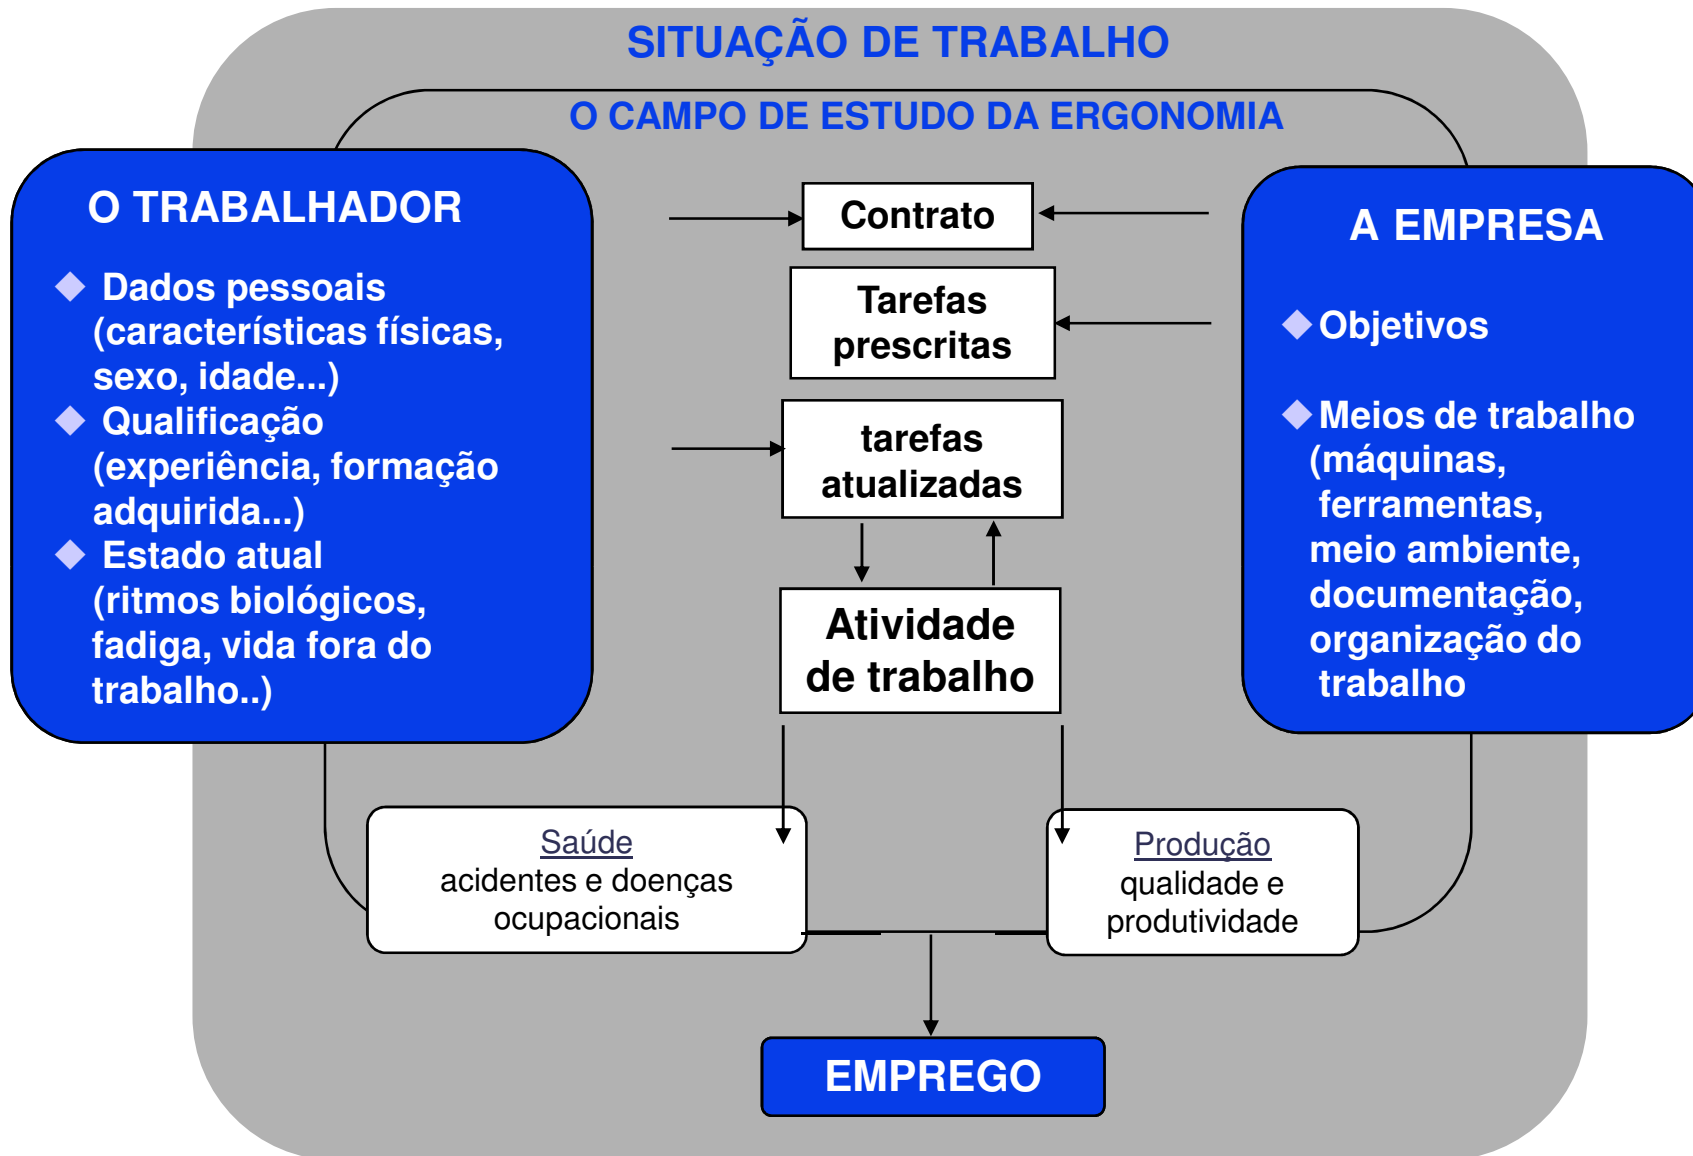 SITUAÇÃO DE TRABALHO
O CAMPO DE ESTUDO DA ERGONOMIA
O TRABALHADOR
Dados pessoais
(características físicas,
sexo, idade...)
Qualificação
(experiência, formação
adquirida...)
Estado atual
(ritmos biológicos,
fadiga, vida fora do
trabalho..)
Contrato
Tarefas
prescritas
tarefas
atualizadas
Atividade
de trabalho
A EMPRESA
Objetivos
Meios de trabalho
(máquinas,
ferramentas,
meio ambiente,
documentação,
organização do
trabalho
Saúde
acidentes e doenças
ocupacionais
Produção
qualidade e
produtividade
EMPREGO